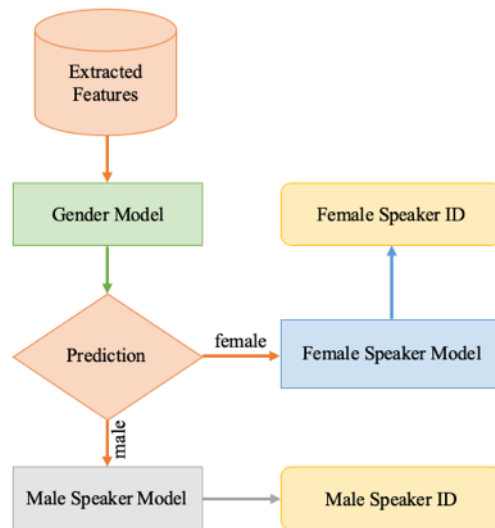 Extracted
Features
Gender Model
Female Speaker ID
Prediction
female
Female Speaker Model
male
Male Speaker Model
Male Speaker ID